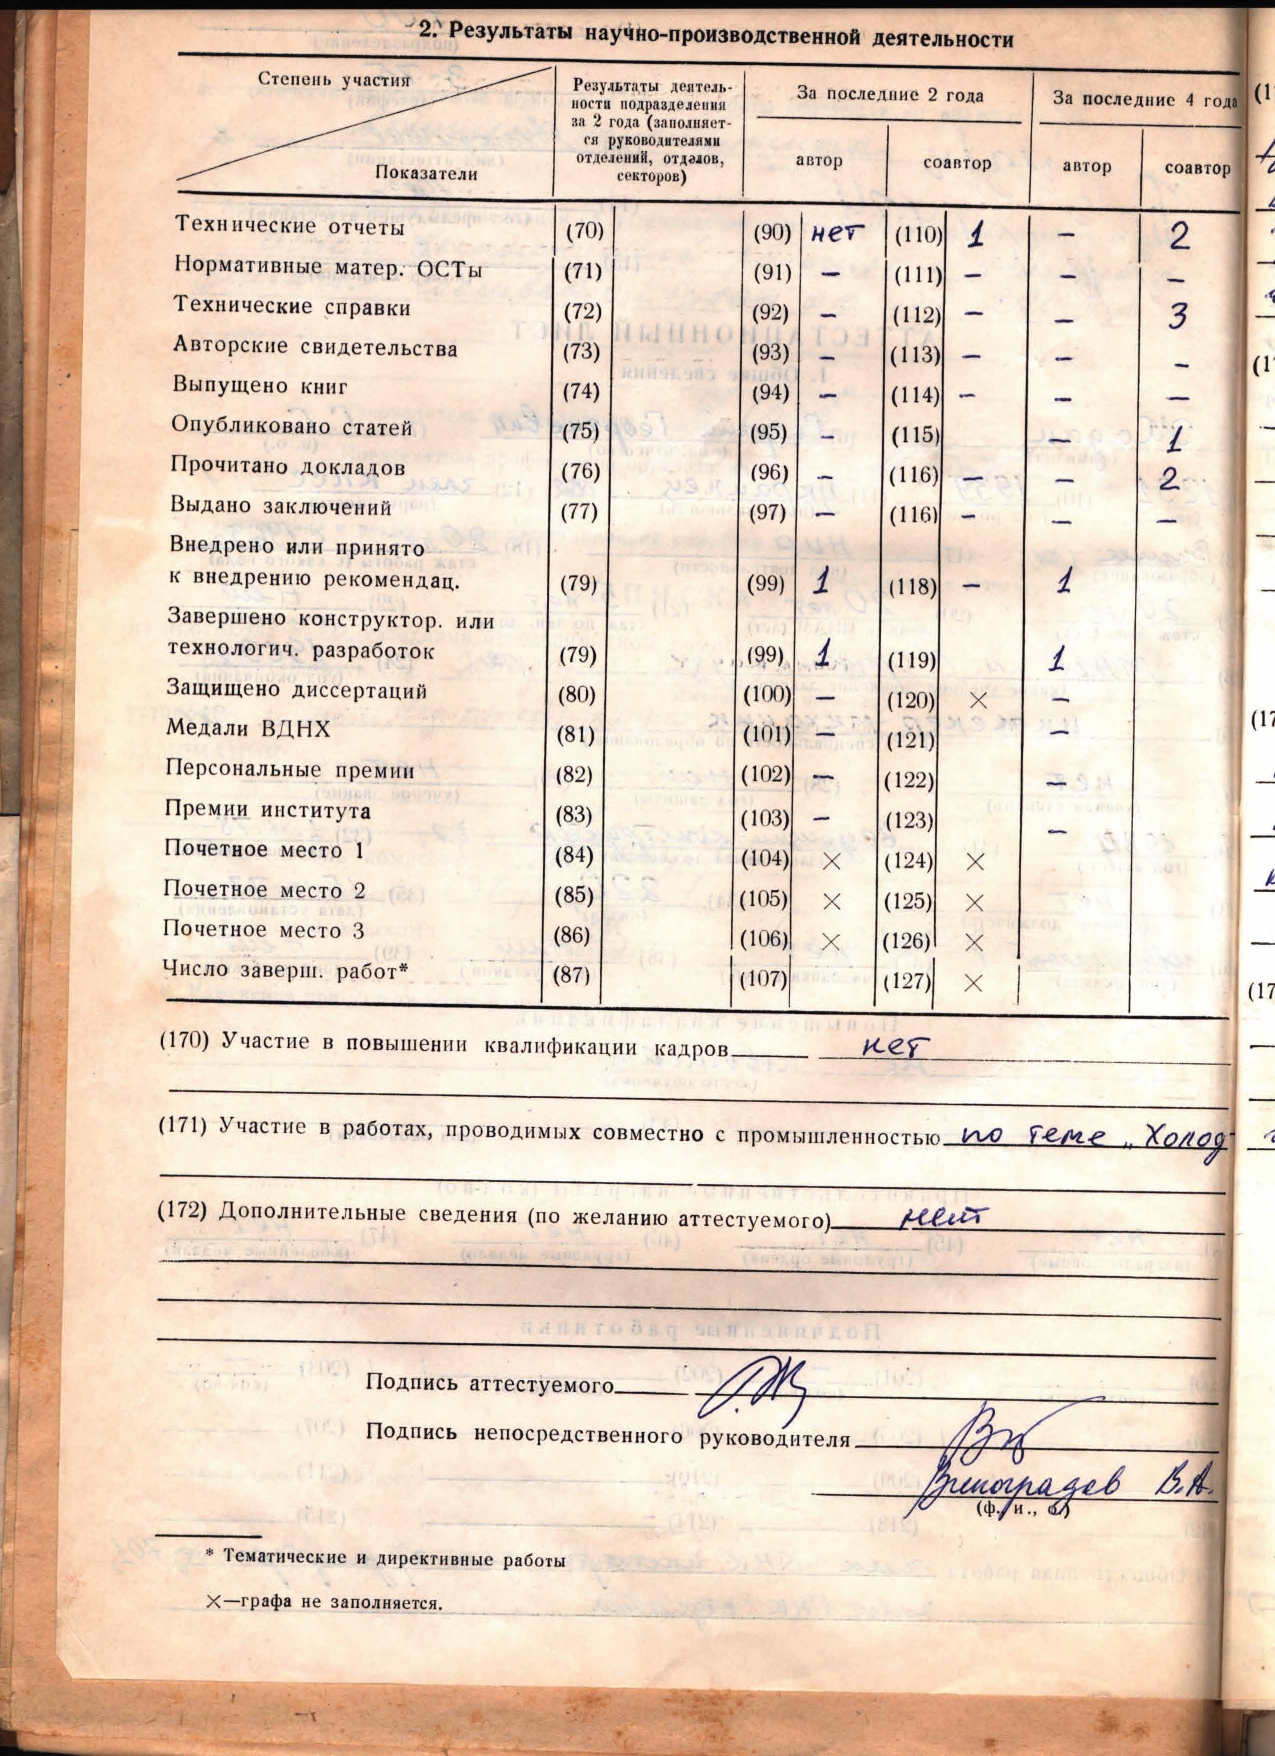 2. Результаты научно-производственной деятельности
Степень участия
Показатели
Результаты деятель-
ности подразделения
за 2 года (заполняет-
ся руководителями
отделений, отделов,
секторов)
За последние 2 года
За последние 4 года
автор
соавтор
автор
соавтор
Технические отчеты (70) (90) нет (110) 1 — 2
Нормативные матер. ОСТы (71) (91) — (111) — — —
Технические справки (72) (92) — (112) — — 3
Авторские свидетельства (73) (93) — (113) — — —
Выпущено книг (74) (94) — (114) — — —
Опубликовано статей (75) (95) — (115) — 1
Прочитано докладов (76) (96) — (116) — — 2
Выдано заключений (77) (97) — (116) — — —
Внедрено или принято
к внедрению рекомендац. (79) (99) 1 (118) — 1
Завершено конструктор. или
технологич. разработок (79) (99) 1 (119) 1
Защищено диссертаций (80) (100) — (120) × —
Медали ВДНХ (81) (101) — (121) —
Персональные премии (82) (102) — (122) —
Премии института (83) (103) — (123) —
Почетное место 1 (84) (104) × (124) ×
Почетное место 2 (85) (105) × (125) ×
Почетное место 3 (86) (106) × (126) ×
Число заверш. работ* (87) (107) (127) ×
(170) Участие в повышении квалификации кадров нет
(171) Участие в работах, проводимых совместно с промышленностью по теме „Холод"
(172) Дополнительные сведения (по желанию аттестуемого) нет
Подпись аттестуемого
Подпись непосредственного руководителя
Виноградов В.А.
(ф., и., о.)
* Тематические и директивные работы
×—графа не заполняется.